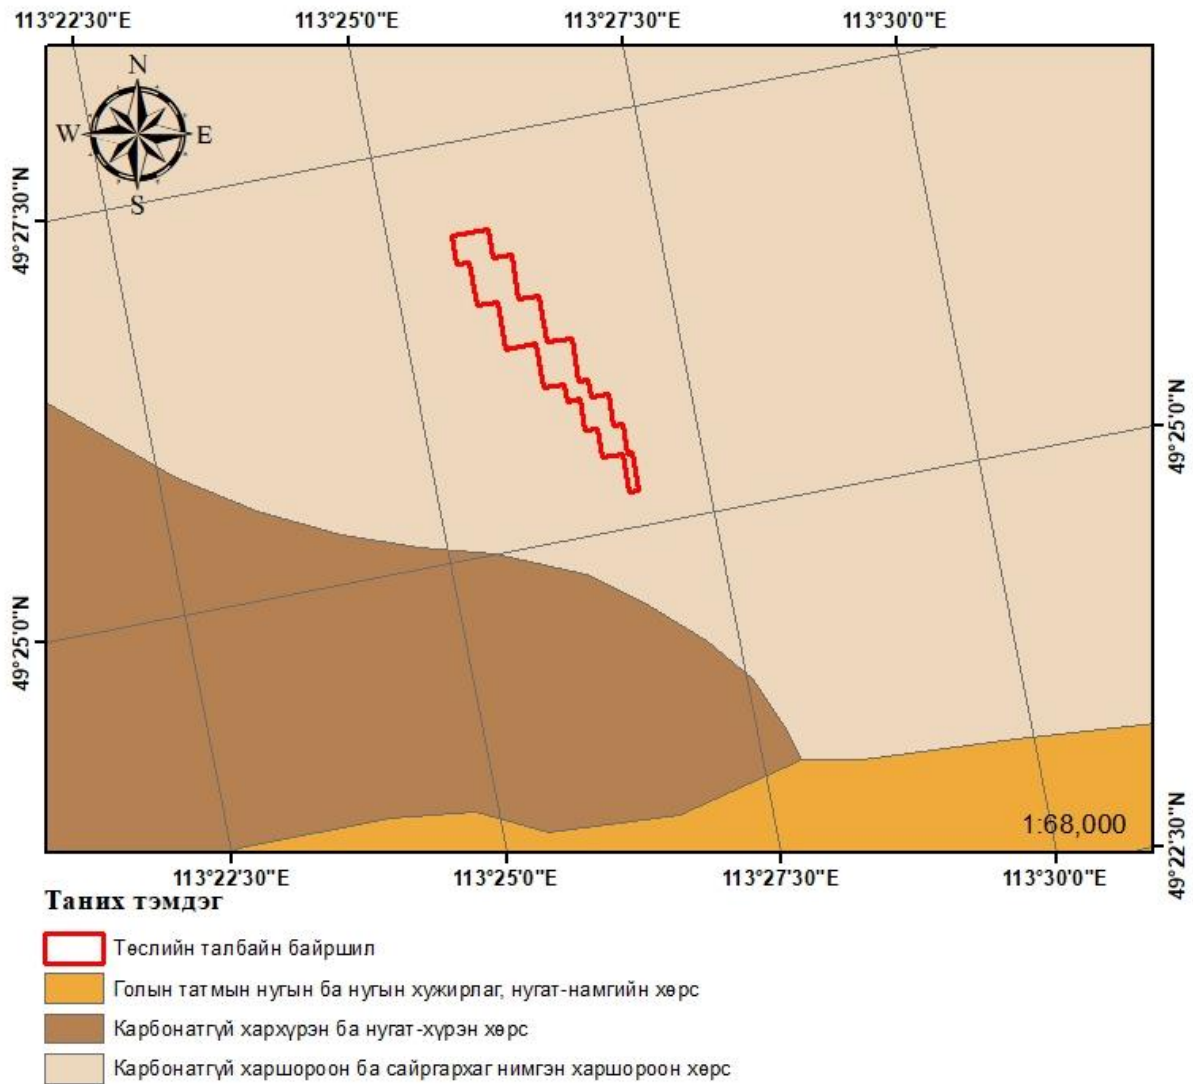 113°22'30"E 113°25'0"E 113°27'30"E 113°30'0"E
N
W E
S
49°27'30"N
49°25'0"N
49°25'0"N
49°22'30"N
1:68,000
113°22'30"E 113°25'0"E 113°27'30"E 113°30'0"E
Таних тэмдэг
Төслийн талбайн байршил
Голын татмын нугын ба нугын хужирлаг, нугат-намгийн хөрс
Карбонатгүй хархүрэн ба нугат-хүрэн хөрс
Карбонатгүй харшороон ба сайргархаг нимгэн харшороон хөрс